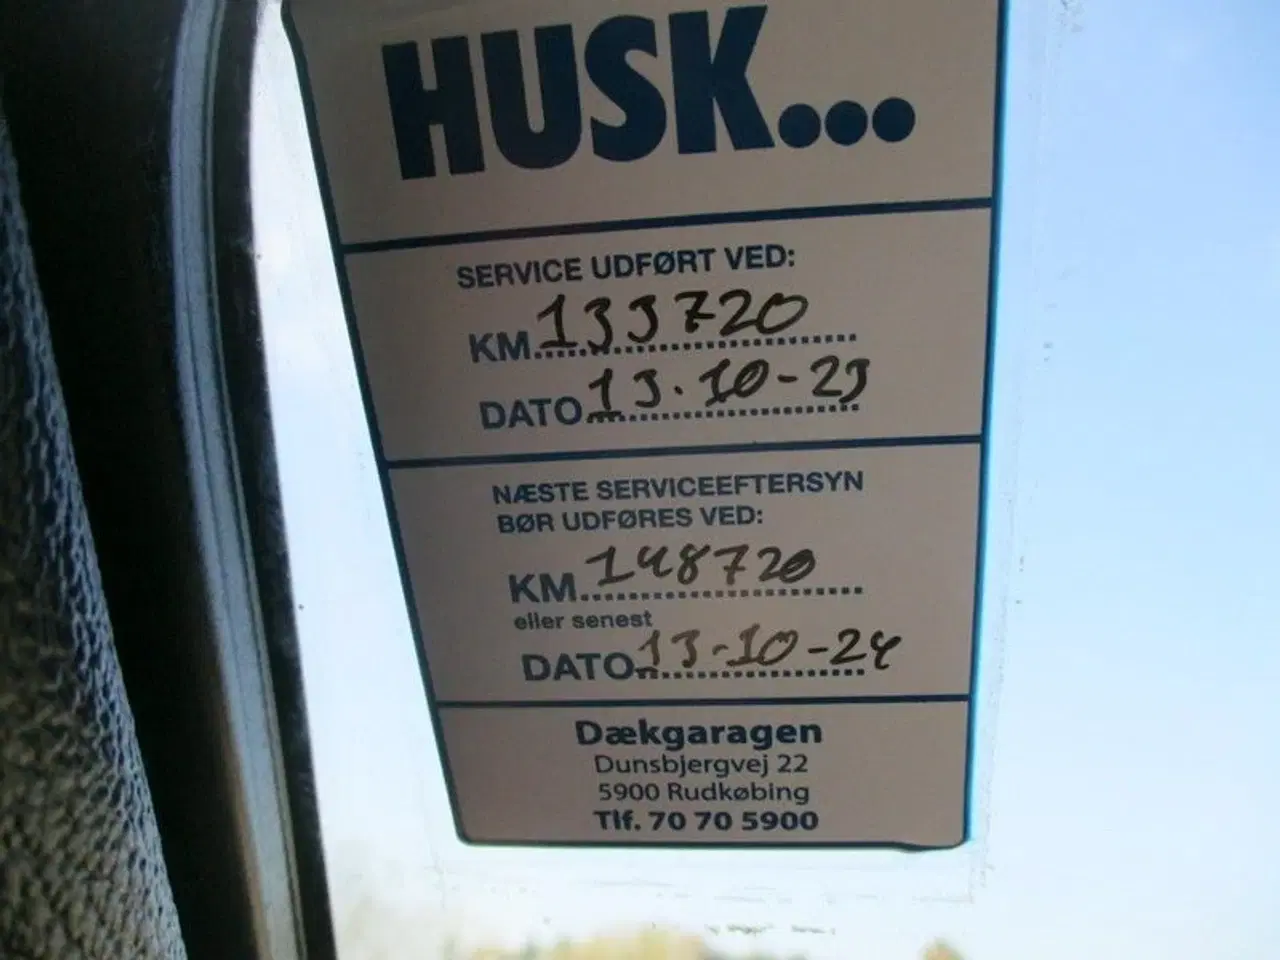 HUSK...
SERVICE UDFØRT VED:
KM 133720
DATO 13.10-23
NÆSTE SERVICEEFTERSYN
BØR UDFØRES VED:
KM 148720
eller senest
DATO 13-10-24
Dækgaragen
Dunsbjergvej 22
5900 Rudkøbing
Tlf. 70 70 5900